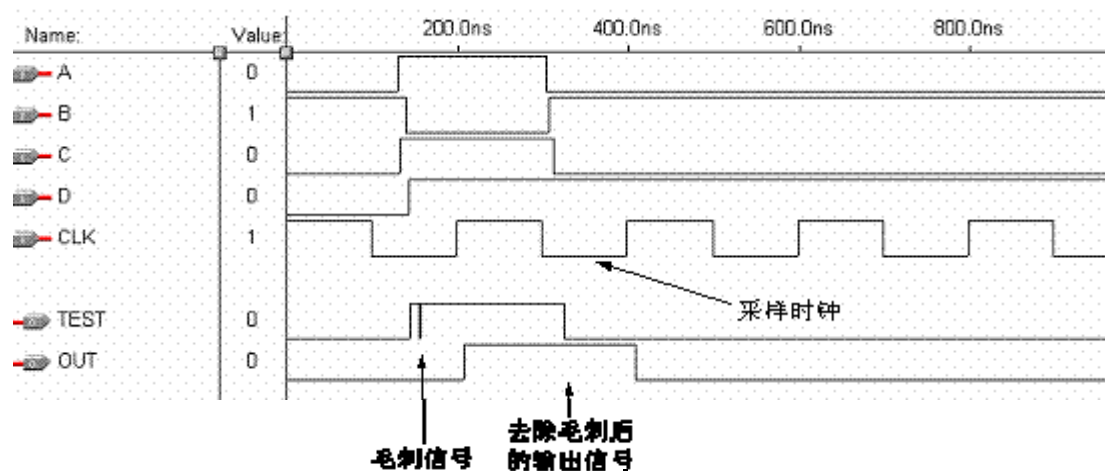 Name:
Value:
200.0ns
400.0ns
600.0ns
800.0ns
A
0
B
1
C
0
D
0
CLK
1
采样时钟
TEST
0
OUT
0
毛刺信号
去除毛刺后
的输出信号